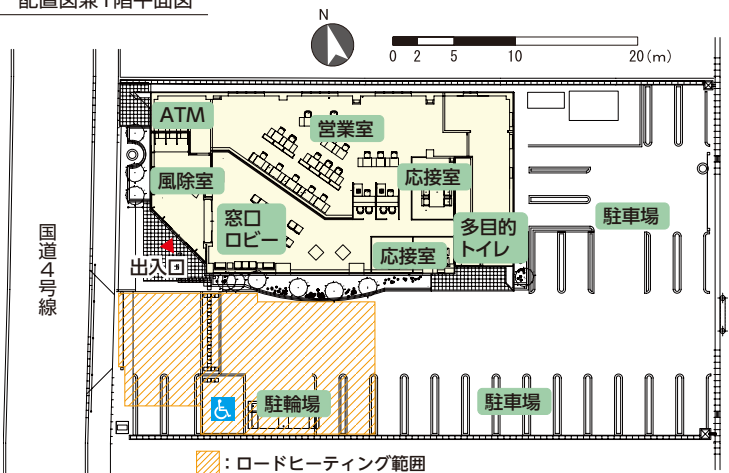 配置図兼1階平面図
N
0 2 5 10 20(m)
ATM
営業室
風除室
応接室
窓口
ロビー
多目的
トイレ
駐車場
応接室
出入口
国道4号線
駐輪場
駐車場
：ロードヒーティング範囲